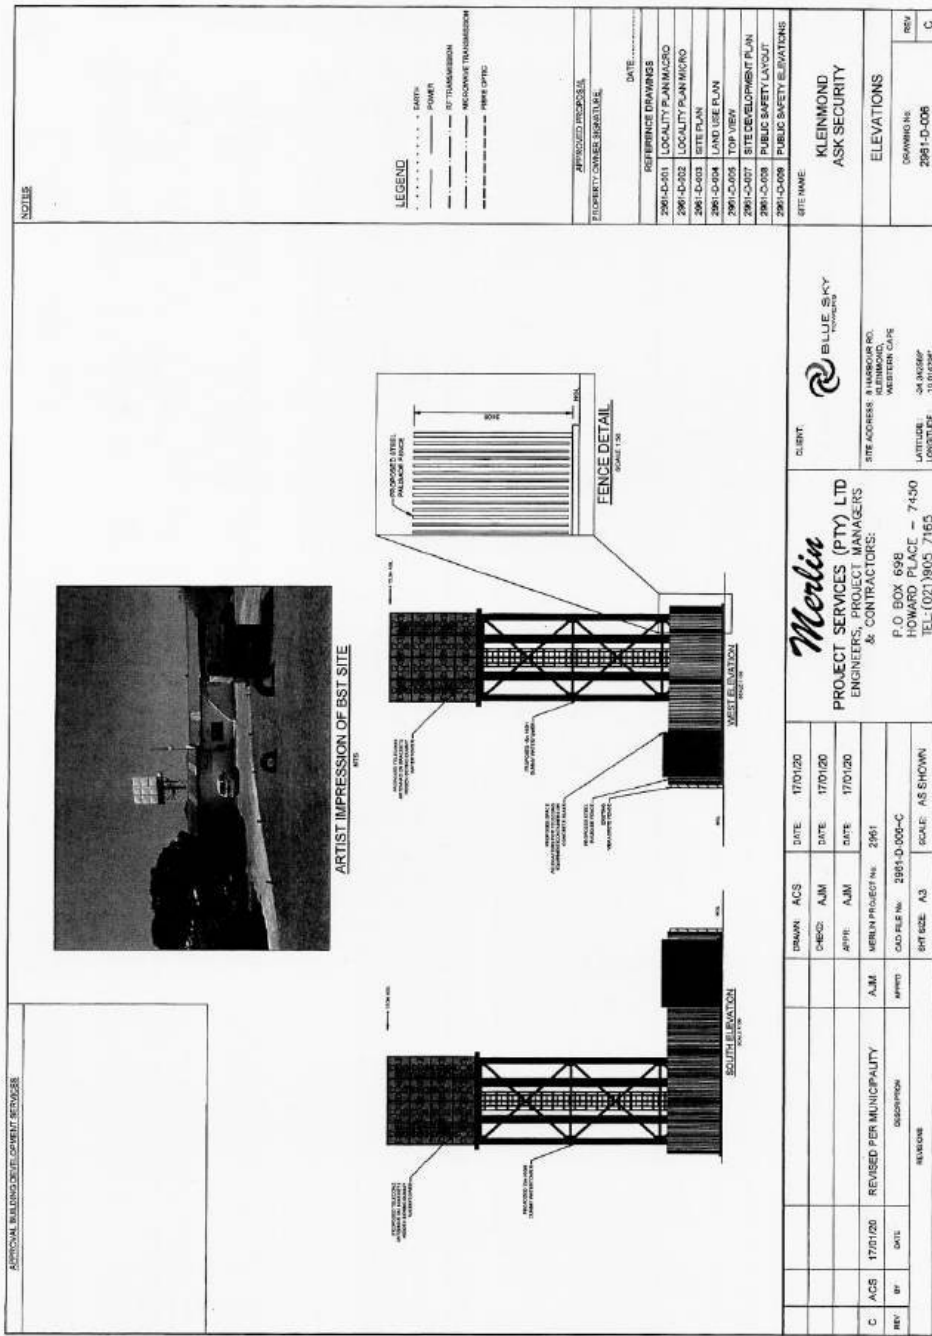 APPROVAL BUILDING DEVELOPMENT SERVICES
NOTES
LEGEND
EARTH
POWER
RF TRANSMISSION
MICROWAVE TRANSMISSION
FIBRE OPTIC
APPROVED PROPOSAL
PROPERTY OWNER SIGNATURE:
DATE:
REFERENCE DRAWINGS
2961-D-001 LOCALITY PLAN MACRO
2961-D-002 LOCALITY PLAN MICRO
2961-D-003 SITE PLAN
2961-D-004 LAND USE PLAN
2961-D-005 TOP VIEW
2961-D-007 SITE DEVELOPMENT PLAN
2961-D-008 PUBLIC SAFETY LAYOUT
2961-D-009 PUBLIC SAFETY ELEVATIONS
ARTIST IMPRESSION OF BST SITE
NTS
PROPOSED STEEL
PALISADE FENCE
FENCE DETAIL
SCALE 1:50
WEST ELEVATION
SOUTH ELEVATION
NGL
REV
BY
DATE
DESCRIPTION
APPR'D
C ACS 17/01/20 REVISED PER MUNICIPALITY AJM
REVISIONS
DRAWN: ACS DATE: 17/01/20
CHEK'D: AJM DATE: 17/01/20
APP'R: AJM DATE: 17/01/20
MERLIN PROJECT No: 2961
CAD FILE No: 2961-D-006-C
SHT SIZE: A3 SCALE: AS SHOWN
Merlin
PROJECT SERVICES (PTY) LTD
ENGINEERS, PROJECT MANAGERS
& CONTRACTORS:
P.O BOX 698
HOWARD PLACE - 7450
TEL: (021)905 7165
CLIENT:
BLUE SKY
TOWERS
SITE ADDRESS: 8 HARBOUR RD.
KLEINMOND,
WESTERN CAPE
LATITUDE:
LONGITUDE:
SITE NAME:
KLEINMOND
ASK SECURITY
ELEVATIONS
DRAWING No:
2961-D-006
REV
C